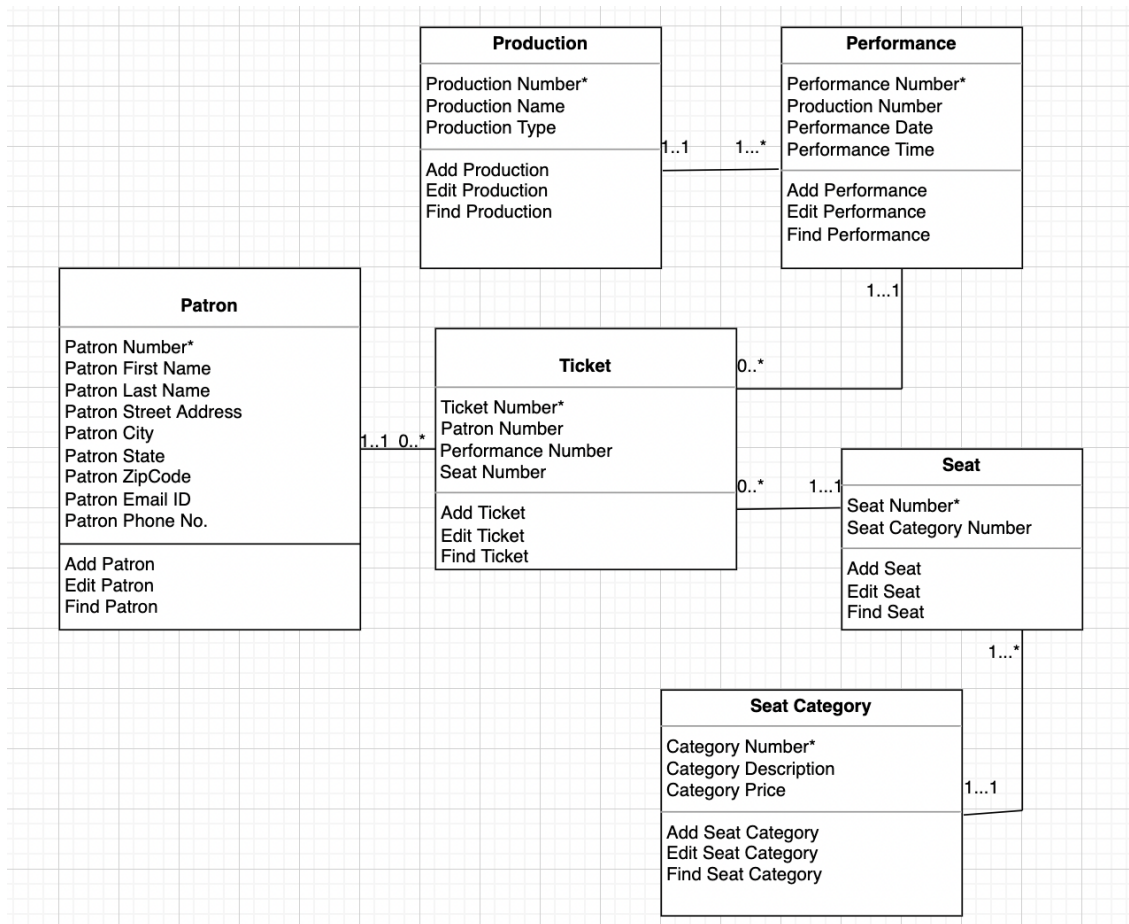 Production
Production Number*
Production Name
Production Type
Add Production
Edit Production
Find Production
1..1
1...*
Performance
Performance Number*
Production Number
Performance Date
Performance Time
Add Performance
Edit Performance
Find Performance
1...1
Patron
Patron Number*
Patron First Name
Patron Last Name
Patron Street Address
Patron City
Patron State
Patron ZipCode
Patron Email ID
Patron Phone No.
Add Patron
Edit Patron
Find Patron
1..1
0..*
Ticket
Ticket Number*
Patron Number
Performance Number
Seat Number
Add Ticket
Edit Ticket
Find Ticket
0..*
0..*
1...1
Seat
Seat Number*
Seat Category Number
Add Seat
Edit Seat
Find Seat
1...*
Seat Category
Category Number*
Category Description
Category Price
Add Seat Category
Edit Seat Category
Find Seat Category
1...1